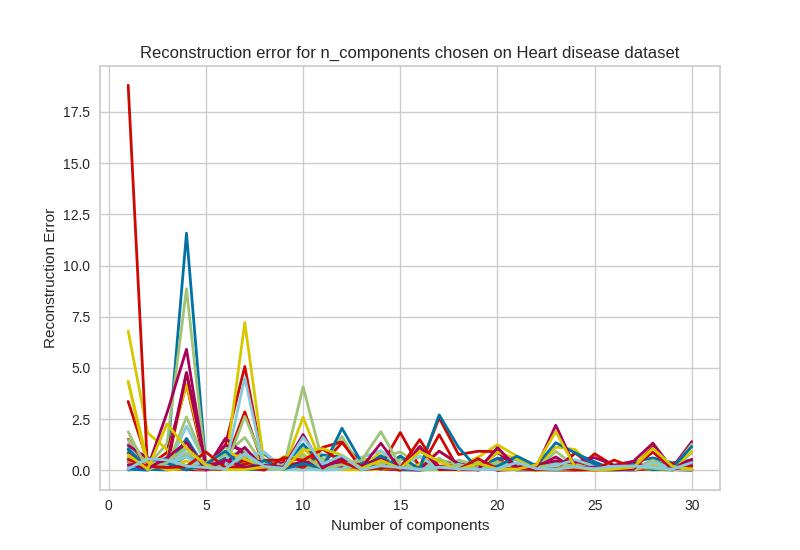 Reconstruction error for n_components chosen on Heart disease dataset
17.5
15.0
12.5
10.0
7.5
5.0
2.5
0.0
Reconstruction Error
0 5 10 15 20 25 30
Number of components